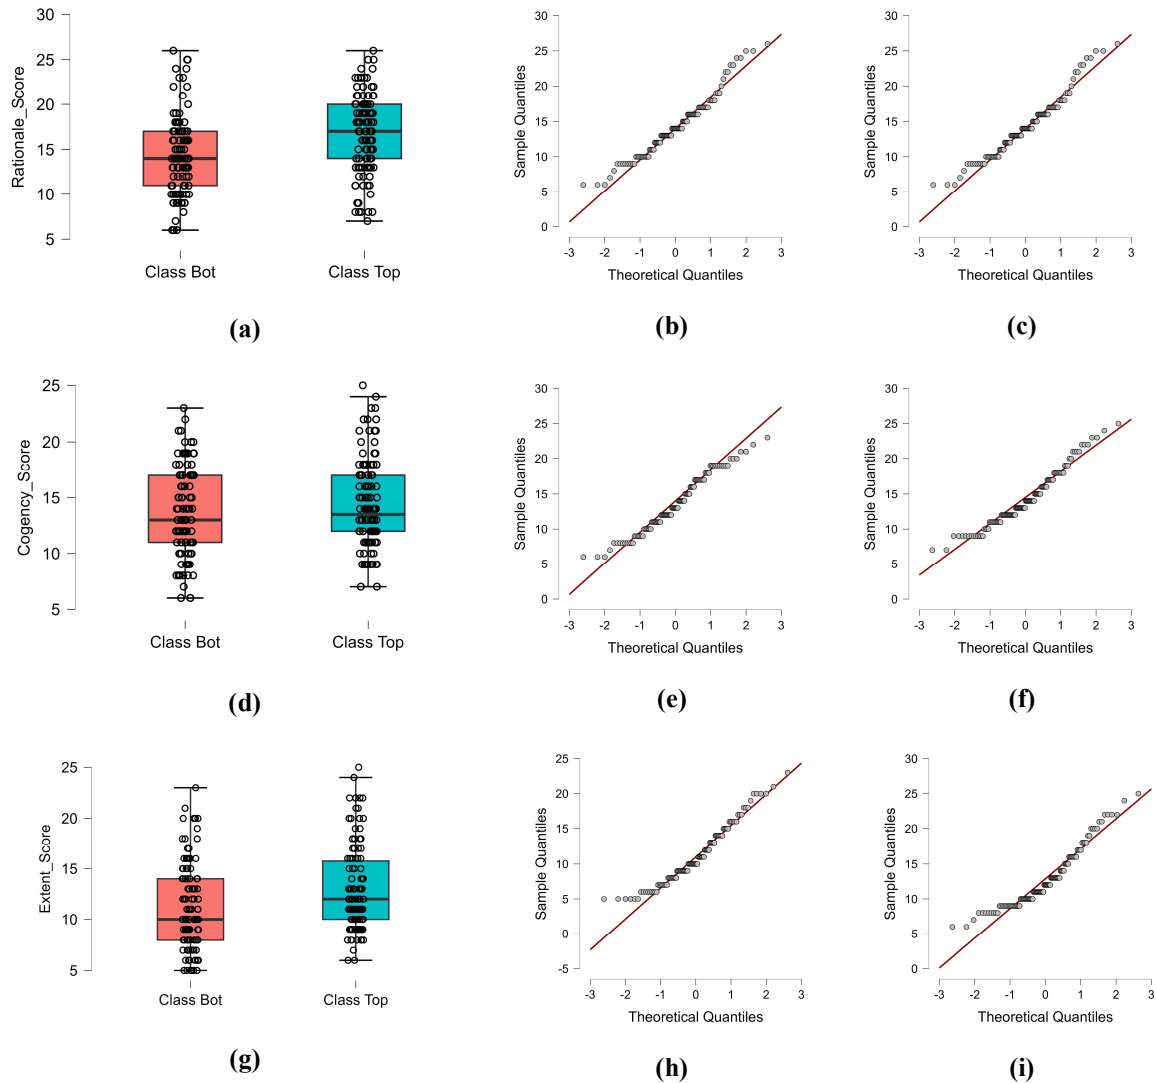 Rationale_Score
30
25
20
15
10
5
Class Bot
Class Top
(a)
Sample Quantiles
30
25
20
15
10
5
0
-3 -2 -1 0 1 2 3
Theoretical Quantiles
(b)
Sample Quantiles
30
25
20
15
10
5
0
-3 -2 -1 0 1 2 3
Theoretical Quantiles
(c)
Cogency_Score
25
20
15
10
5
Class Bot
Class Top
(d)
Sample Quantiles
30
25
20
15
10
5
0
-3 -2 -1 0 1 2 3
Theoretical Quantiles
(e)
Sample Quantiles
30
25
20
15
10
5
0
-3 -2 -1 0 1 2 3
Theoretical Quantiles
(f)
Extent_Score
25
20
15
10
5
Class Bot
Class Top
(g)
Sample Quantiles
25
20
15
10
5
0
-5
-3 -2 -1 0 1 2 3
Theoretical Quantiles
(h)
Sample Quantiles
30
25
20
15
10
5
0
-3 -2 -1 0 1 2 3
Theoretical Quantiles
(i)